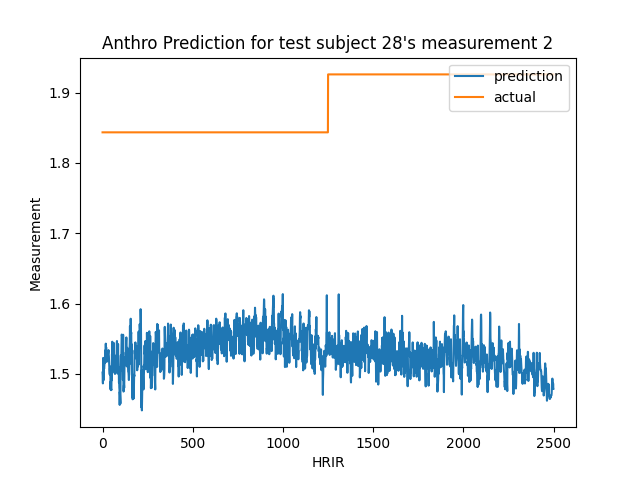 Anthro Prediction for test subject 28's measurement 2
prediction
actual
Measurement
1.9
1.8
1.7
1.6
1.5
0
500
1000
1500
2000
2500
HRIR